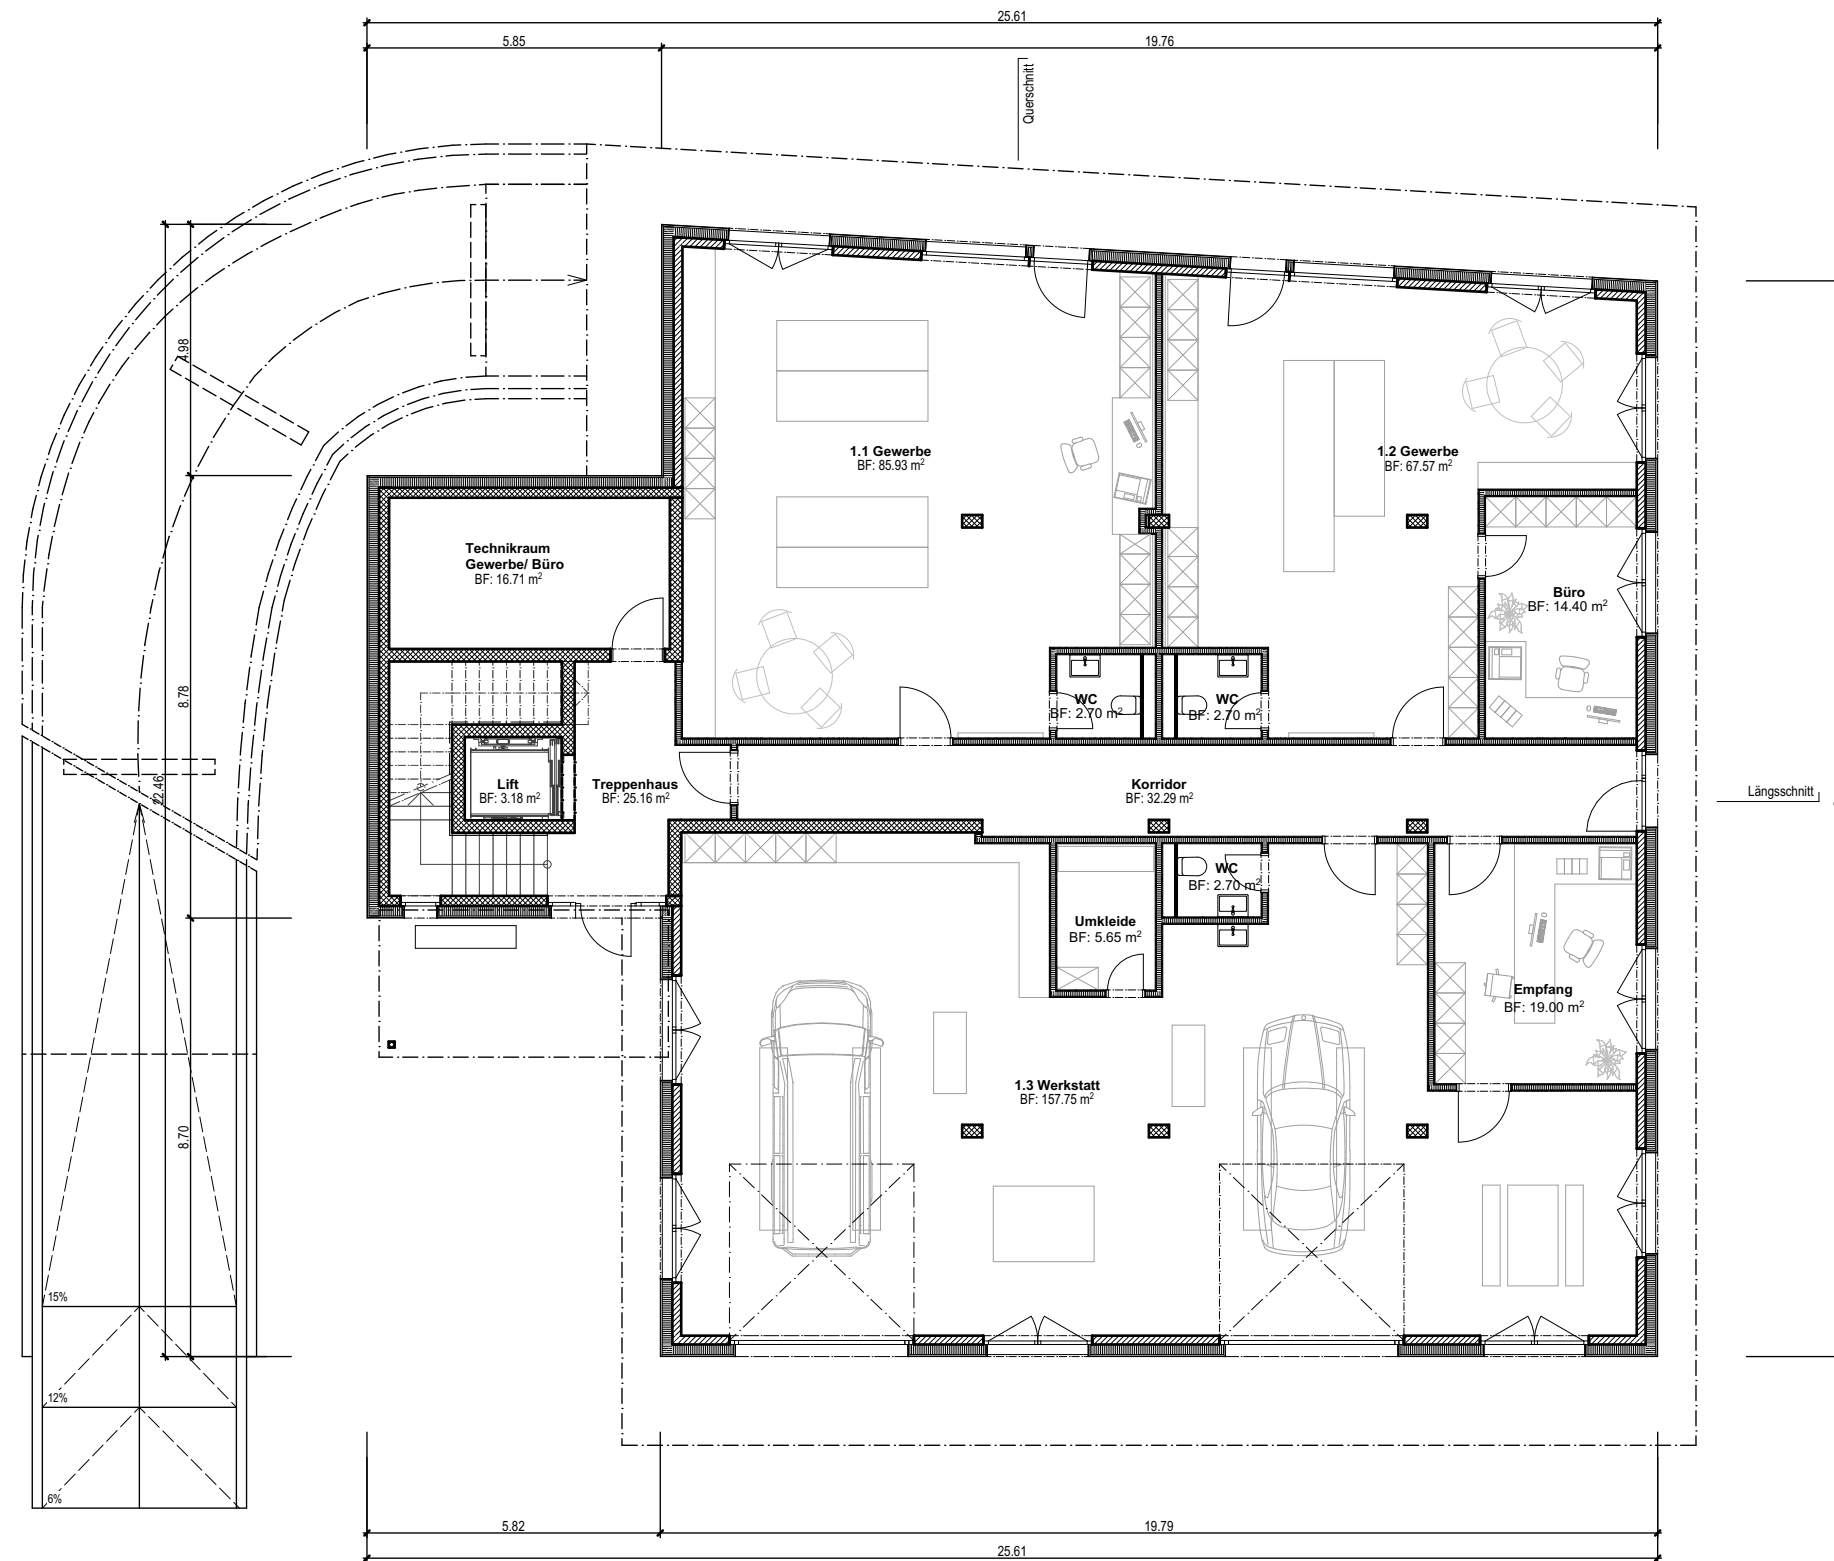 25.61
5.85
19.76
Querschnitt
4.98
8.78
22.46
8.70
1.1 Gewerbe
BF: 85.93 m²
1.2 Gewerbe
BF: 67.57 m²
Technikraum
Gewerbe/ Büro
BF: 16.71 m²
Büro
BF: 14.40 m²
WC
BF: 2.70 m²
WC
BF: 2.70 m²
Lift
BF: 3.18 m²
Treppenhaus
BF: 25.16 m²
Korridor
BF: 32.29 m²
Längsschnitt
WC
BF: 2.70 m²
Umkleide
BF: 5.65 m²
Empfang
BF: 19.00 m²
1.3 Werkstatt
BF: 157.75 m²
15%
12%
6%
5.82
19.79
25.61